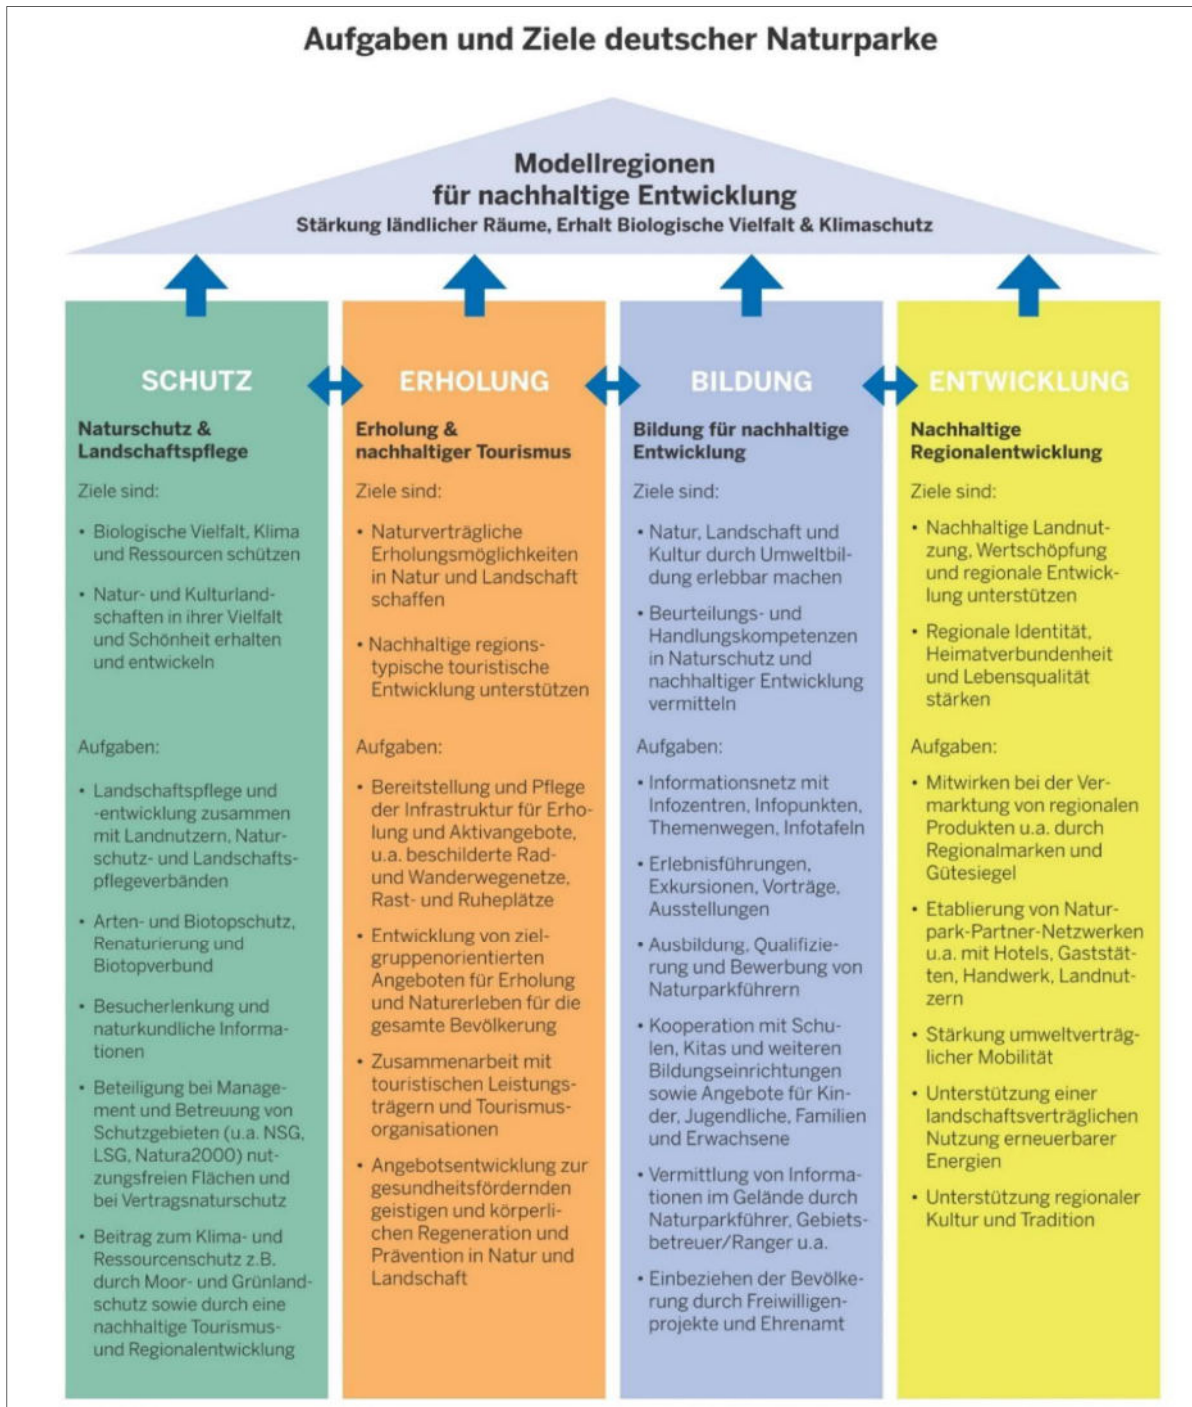 Aufgaben und Ziele deutscher Naturparke
Modellregionen
für nachhaltige Entwicklung
Stärkung ländlicher Räume, Erhalt Biologische Vielfalt & Klimaschutz
SCHUTZ
Naturschutz &
Landschaftspflege
Ziele sind:
• Biologische Vielfalt, Klima
und Ressourcen schützen
• Natur- und Kulturland-
schaften in ihrer Vielfalt
und Schönheit erhalten
und entwickeln
Aufgaben:
• Landschaftspflege und
-entwicklung zusammen
mit Landnutzern, Natur-
schutz- und Landschafts-
pflegeverbänden
• Arten- und Biotopschutz,
Renaturierung und
Biotopverbund
• Besucherlenkung und
naturkundliche Informa-
tionen
• Beteiligung bei Manage-
ment und Betreuung von
Schutzgebieten (u.a. NSG,
LSG, Natura2000) nut-
zungsfreien Flächen und
bei Vertragsnaturschutz
• Beitrag zum Klima- und
Ressourcenschutz z.B.
durch Moor- und Grünland-
schutz sowie durch eine
nachhaltige Tourismus-
und Regionalentwicklung
ERHOLUNG
Erholung &
nachhaltiger Tourismus
Ziele sind:
• Naturverträgliche
Erholungsmöglichkeiten
in Natur und Landschaft
schaffen
• Nachhaltige regions-
typische touristische
Entwicklung unterstützen
Aufgaben:
• Bereitstellung und Pflege
der Infrastruktur für Erho-
lung und Aktivangebote,
u.a. beschilderte Rad-
und Wanderwegenetze,
Rast- und Ruheplätze
• Entwicklung von ziel-
gruppenorientierten
Angeboten für Erholung
und Naturerleben für die
gesamte Bevölkerung
• Zusammenarbeit mit
touristischen Leistungs-
trägern und Tourismus-
organisationen
• Angebotsentwicklung zur
gesundheitsfördernden
geistigen und körperli-
chen Regeneration und
Prävention in Natur und
Landschaft
BILDUNG
Bildung für nachhaltige
Entwicklung
Ziele sind:
• Natur, Landschaft und
Kultur durch Umweltbil-
dung erlebbar machen
• Beurteilungs- und
Handlungskompetenzen
in Naturschutz und
nachhaltiger Entwicklung
vermitteln
Aufgaben:
• Informationsnetz mit
Infozentren, Infopunkten,
Themenwegen, Infotafeln
• Erlebnisführungen,
Exkursionen, Vorträge,
Ausstellungen
• Ausbildung, Qualifizie-
rung und Bewerbung von
Naturparkführern
• Kooperation mit Schu-
len, Kitas und weiteren
Bildungseinrichtungen
sowie Angebote für Kin-
der, Jugendliche, Familien
und Erwachsene
• Vermittlung von Informa-
tionen im Gelände durch
Naturparkführer, Gebiets-
betreuer/Ranger u.a.
• Einbeziehen der Bevölke-
rung durch Freiwilligen-
projekte und Ehrenamt
ENTWICKLUNG
Nachhaltige
Regionalentwicklung
Ziele sind:
• Nachhaltige Landnut-
zung, Wertschöpfung
und regionale Entwick-
lung unterstützen
• Regionale Identität,
Heimatverbundenheit
und Lebensqualität
stärken
Aufgaben:
• Mitwirken bei der Ver-
marktung von regionalen
Produkten u.a. durch
Regionalmarken und
Gütesiegel
• Etablierung von Natur-
park-Partner-Netzwerken
u.a. mit Hotels, Gaststät-
ten, Handwerk, Landnut-
zern
• Stärkung umweltverträg-
licher Mobilität
• Unterstützung einer
landschaftsverträglichen
Nutzung erneuerbarer
Energien
• Unterstützung regionaler
Kultur und Tradition